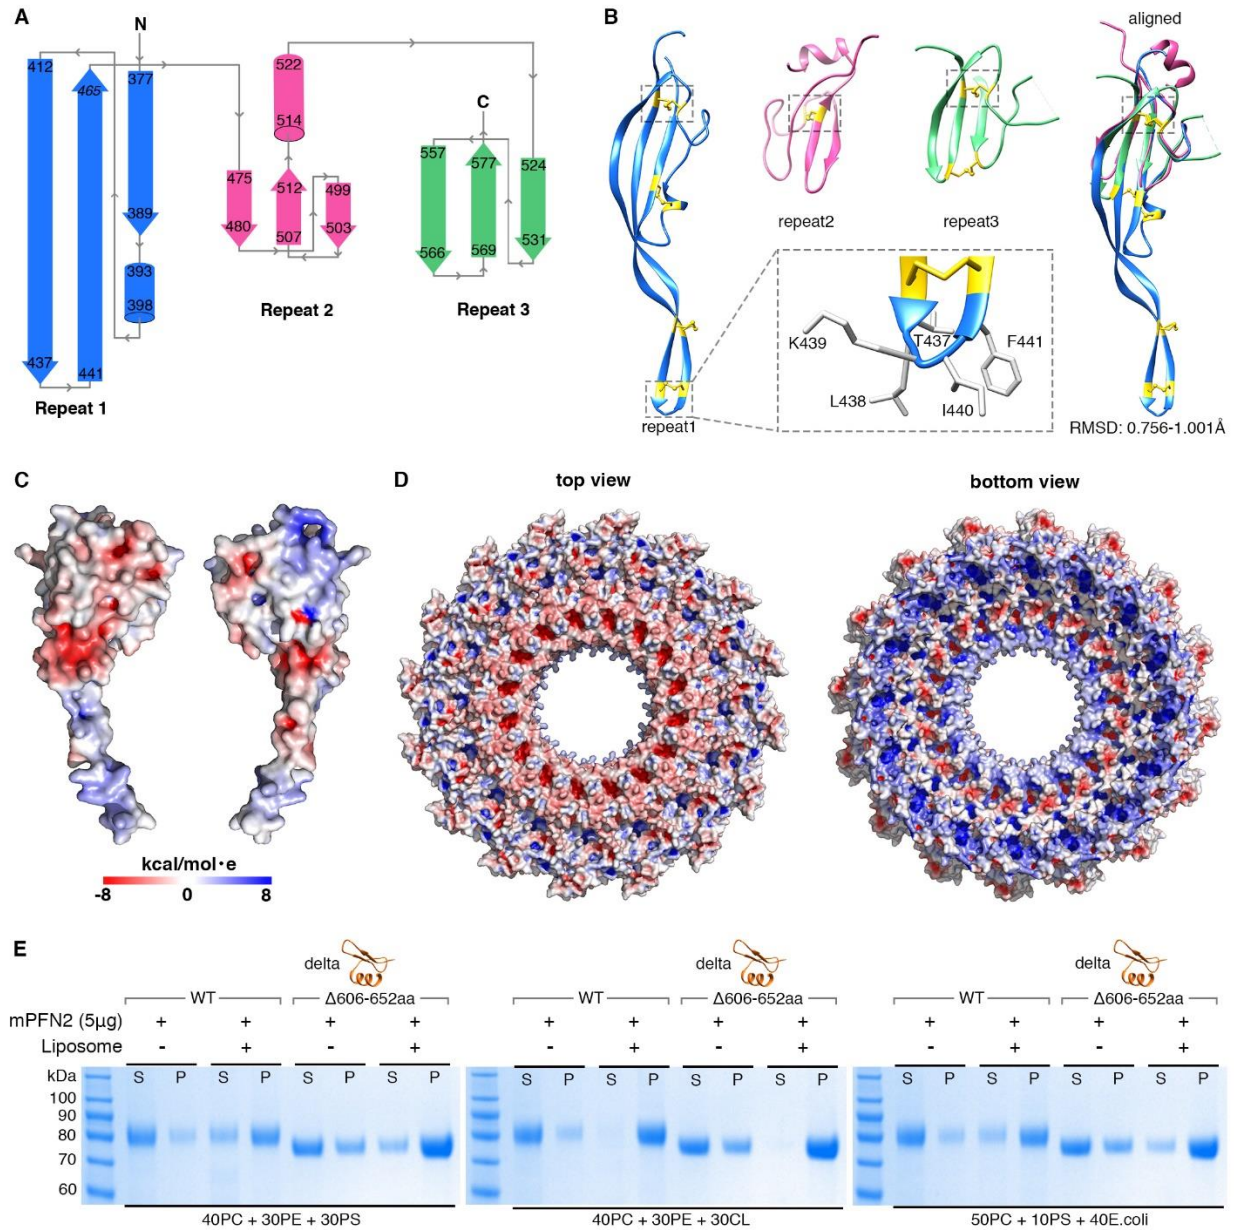 A
N
412
465
377
522
514
C
475
512
499
557
577
524
389
480
507
503
393
398
566
569
531
437
441
Repeat 1
Repeat 2
Repeat 3
B
aligned
repeat2
repeat3
K439
T437
F441
L438
I440
repeat1
RMSD: 0.756-1.001Å
C
kcal/mol•e
-8 0 8
D
top view
bottom view
E
delta
delta
delta
WT Δ606-652aa WT Δ606-652aa WT Δ606-652aa
mPFN2 (5µg) + + + + + + + + + + + +
Liposome - + - + - + - + - + - +
kDa S P S P S P S P S P S P S P S P S P S P S P S P
100
90
80
70
60
40PC + 30PE + 30PS
40PC + 30PE + 30CL
50PC + 10PS + 40E.coli